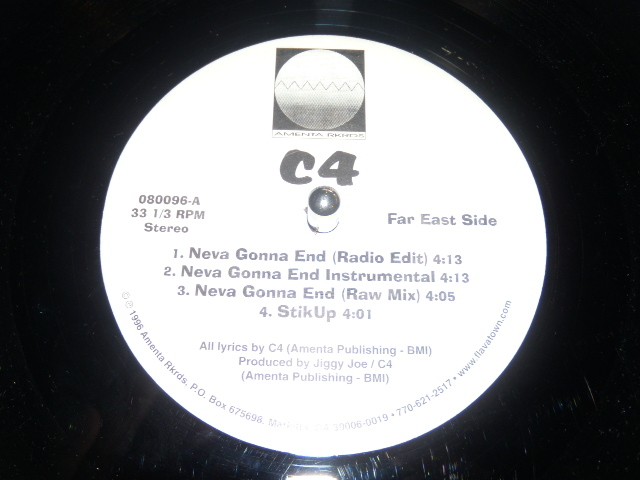 AMENTA RKRDS
C4
080096-A
33 1/3 RPM
Stereo
Far East Side
1. Neva Gonna End (Radio Edit) 4:13
2. Neva Gonna End Instrumental 4:13
3. Neva Gonna End (Raw Mix) 4:05
4. StikUp 4:01
All lyrics by C4 (Amenta Publishing - BMI)
Produced by Jiggy Joe / C4
(Amenta Publishing - BMI)
© ℗ 1996 Amenta Rkrds, P.O. Box 675698, 30006-0019 • 770-621-2517 • www.flavatown.com